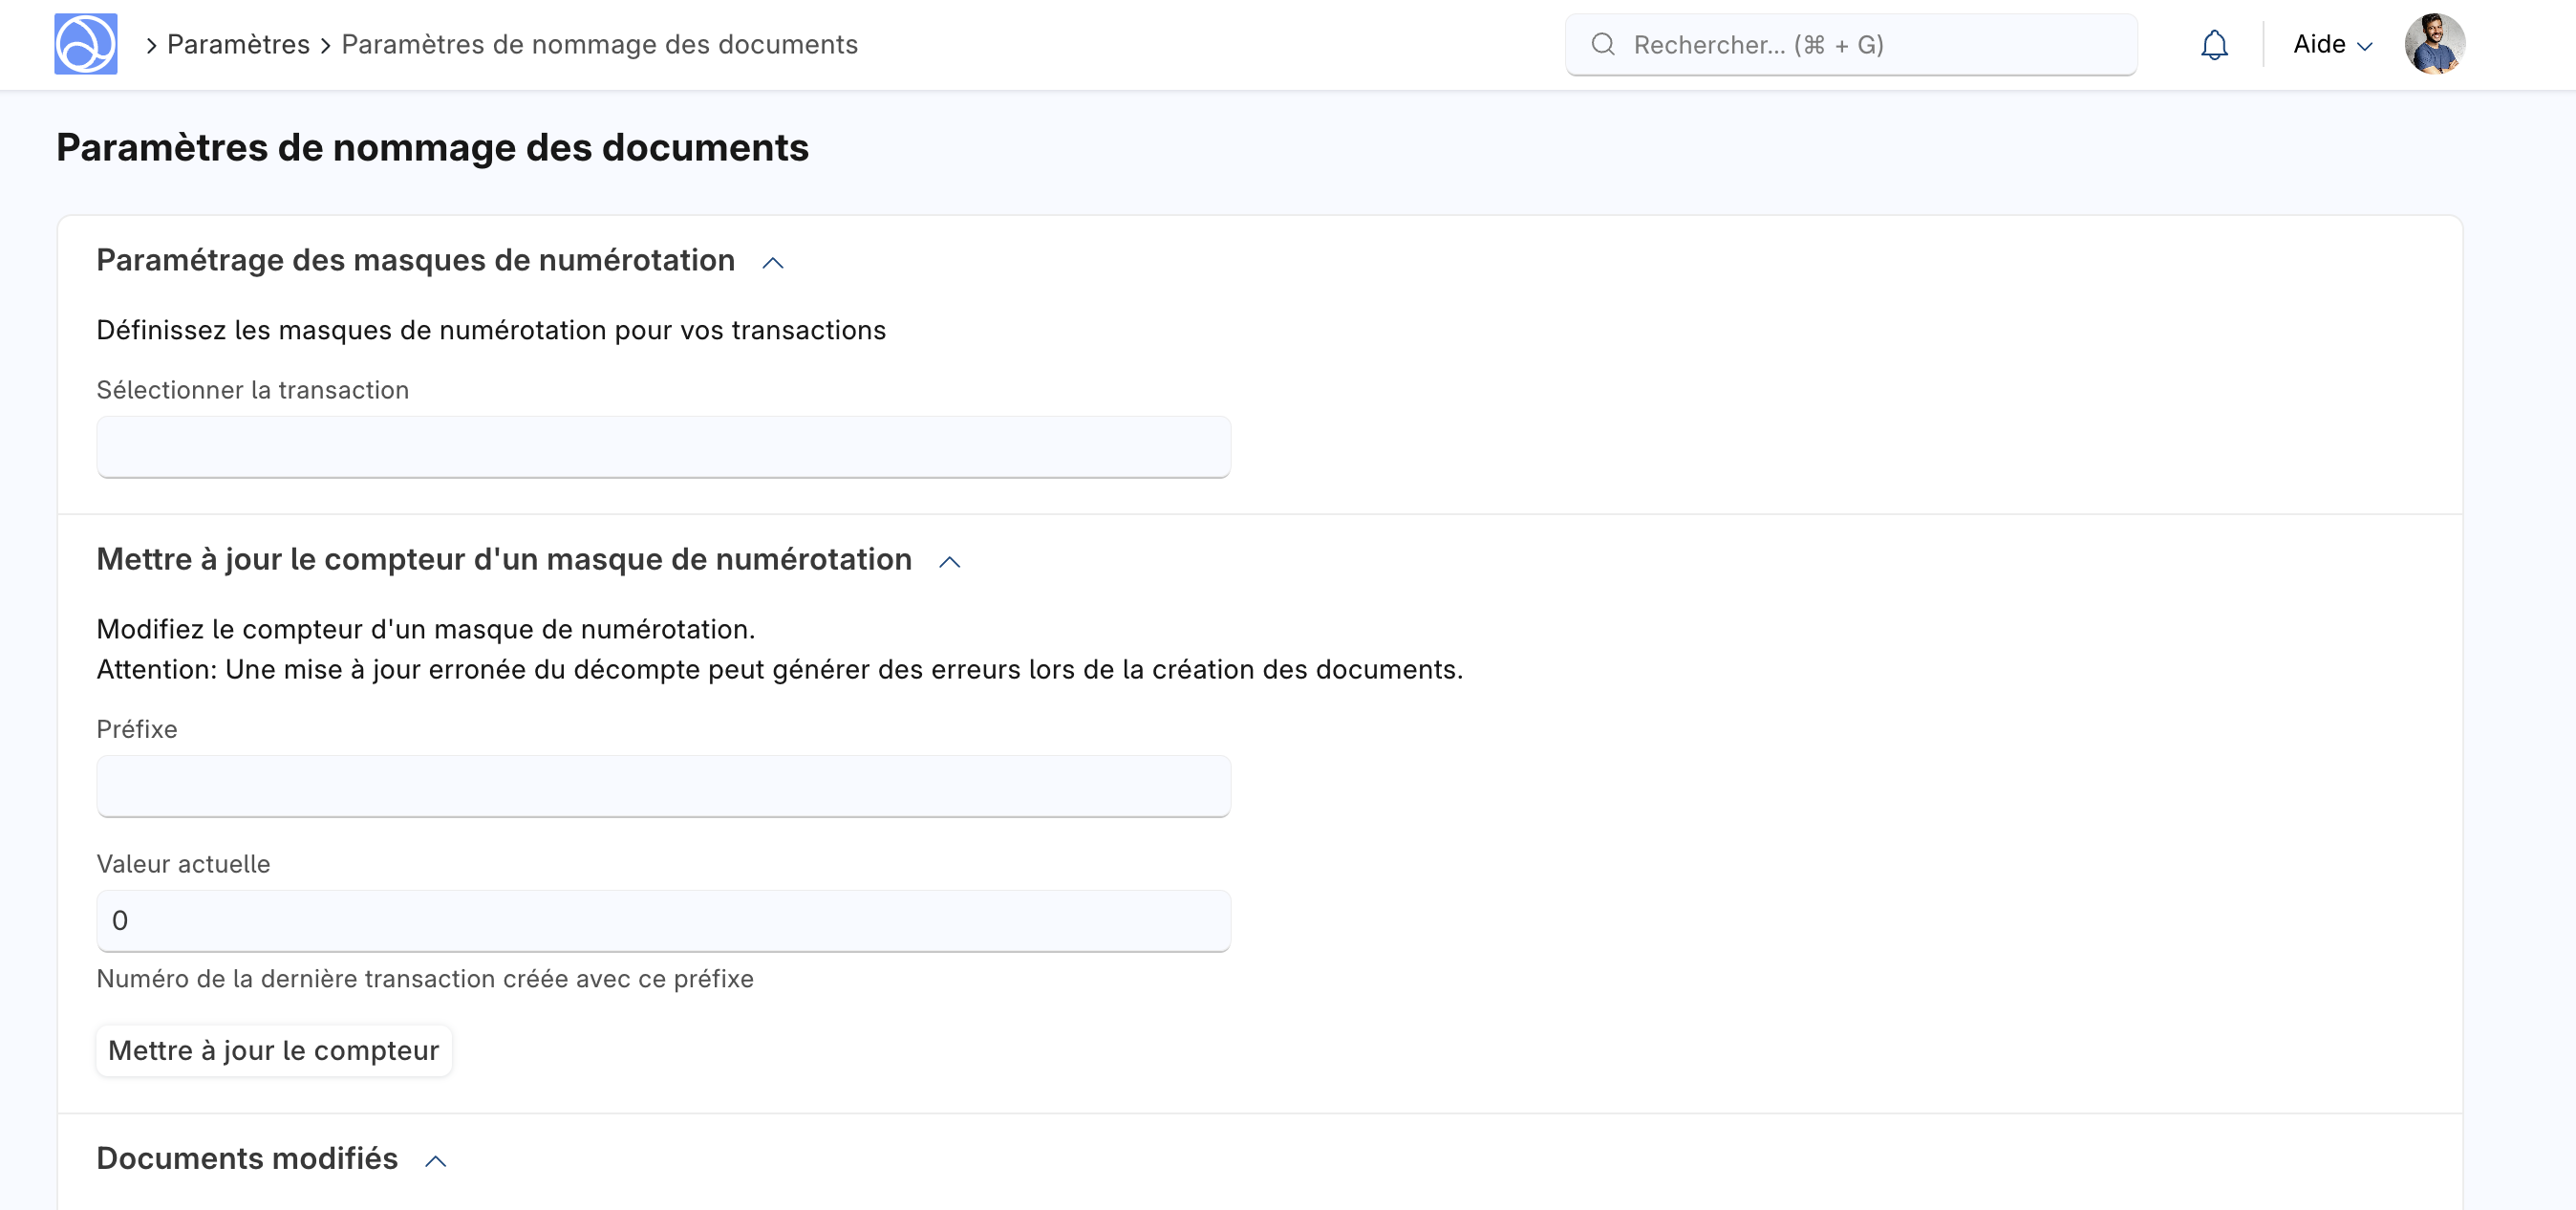 Paramètres
Paramètres de nommage des documents
Rechercher... (⌘ + G)
Aide
Paramètres de nommage des documents
Paramétrage des masques de numérotation
Définissez les masques de numérotation pour vos transactions
Sélectionner la transaction
Mettre à jour le compteur d'un masque de numérotation
Modifiez le compteur d'un masque de numérotation.
Attention: Une mise à jour erronée du décompte peut générer des erreurs lors de la création des documents.
Préfixe
Valeur actuelle
0
Numéro de la dernière transaction créée avec ce préfixe
Mettre à jour le compteur
Documents modifiés